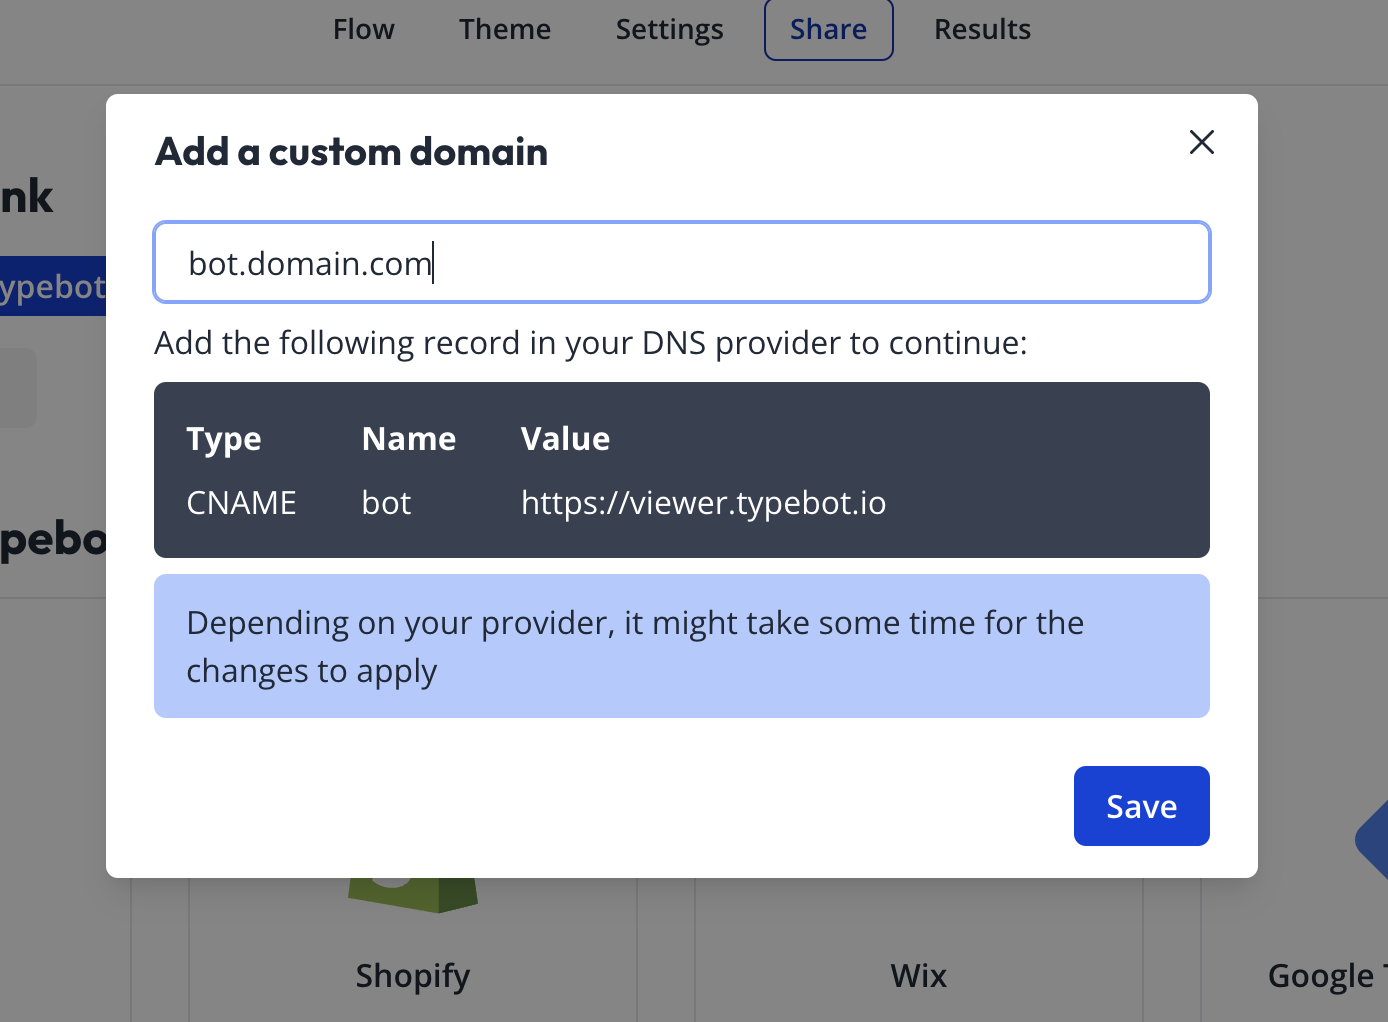 Flow Theme Settings Share Results
Add a custom domain
nk
bot.domain.com
ypebot
Add the following record in your DNS provider to continue:
Type Name Value
CNAME bot https://viewer.typebot.io
pebo
Depending on your provider, it might take some time for the
changes to apply
Save
Shopify Wix Google